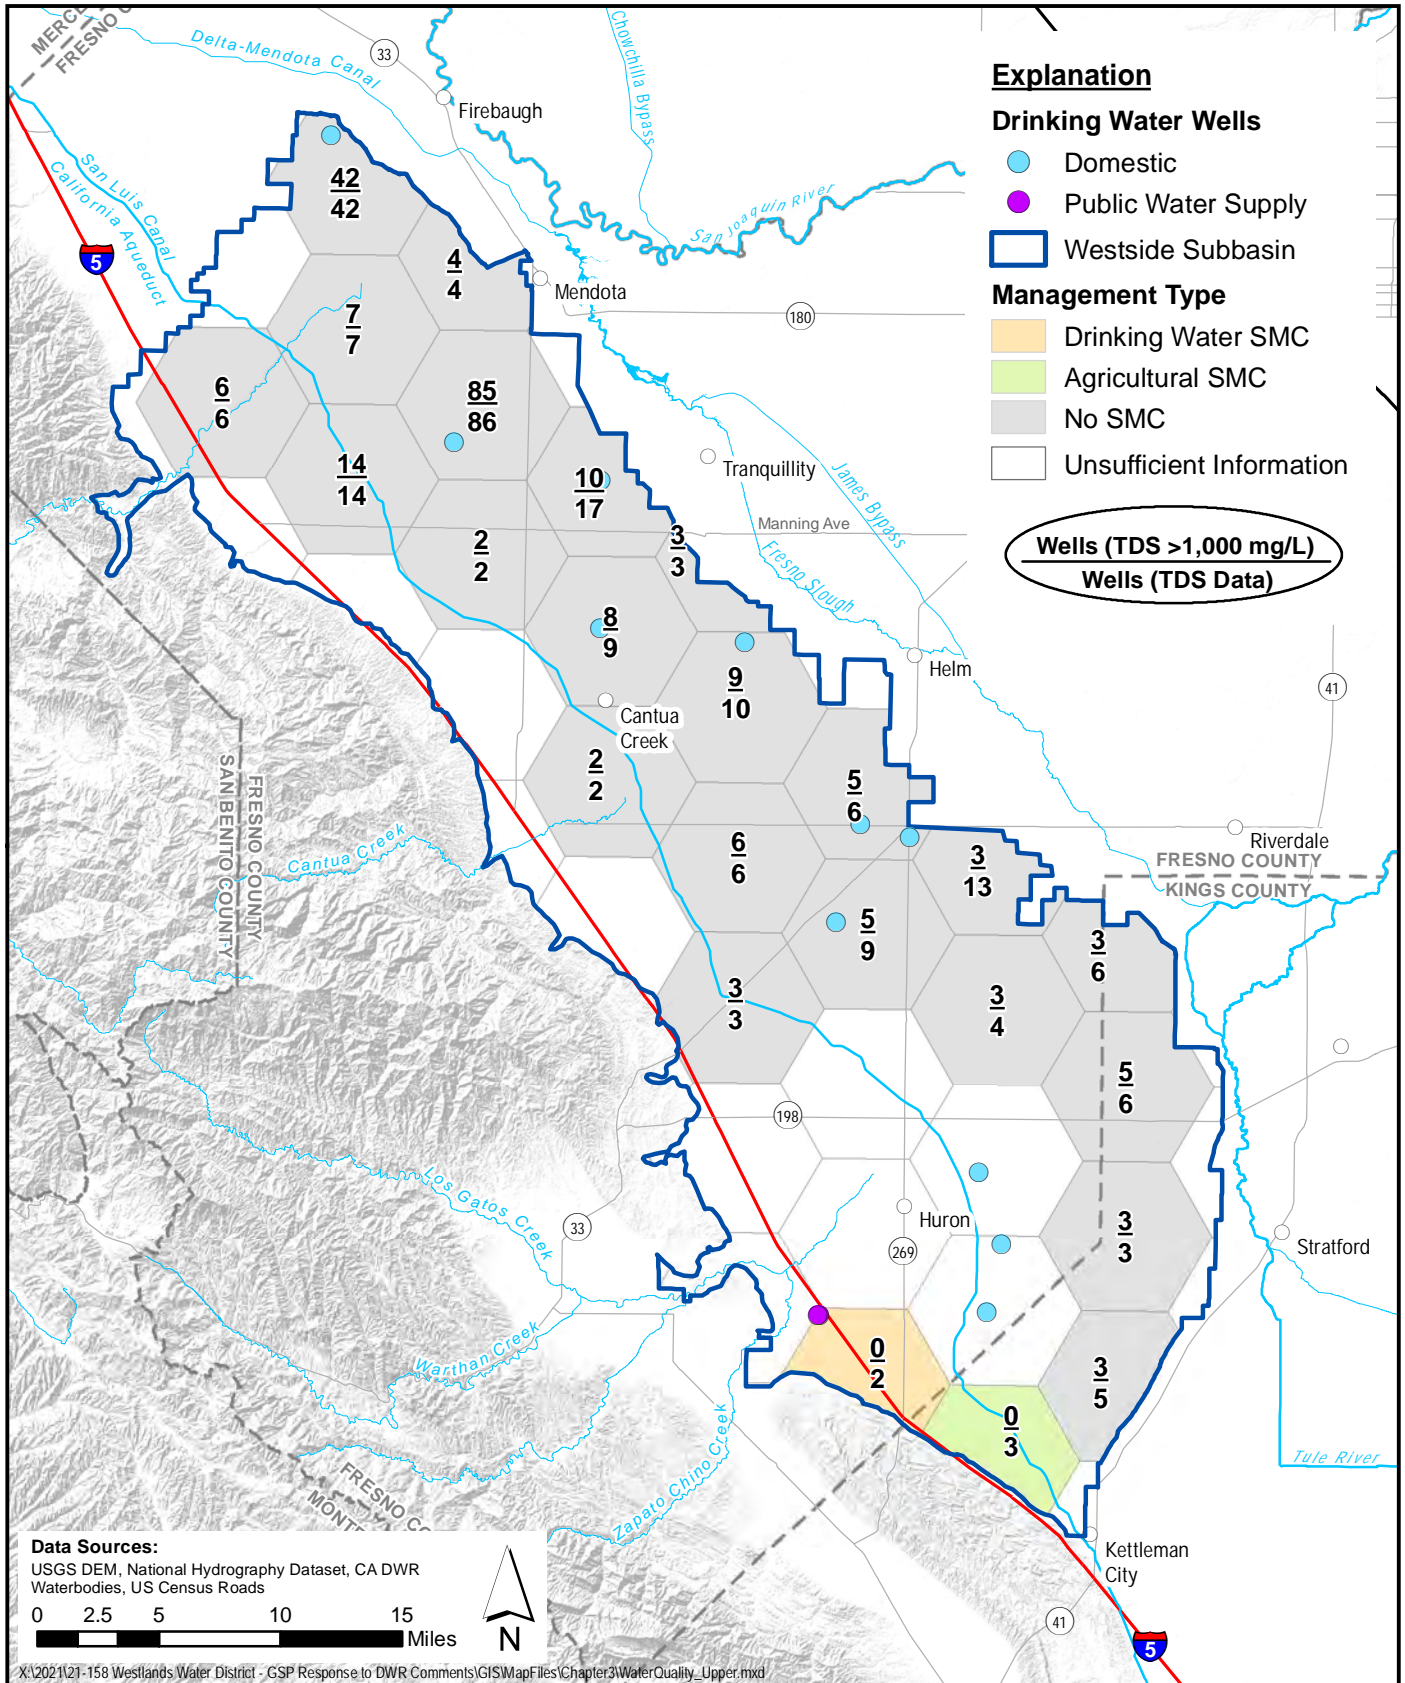 MERCE
FRESNO C
Delta-Mendota Canal
33
Chowchilla Bypass
Firebaugh
San Luis Canal
California Aqueduct
5
San Joaquin River
Mendota
180
Explanation
Drinking Water Wells
Domestic
Public Water Supply
Westside Subbasin
Management Type
Drinking Water SMC
Agricultural SMC
No SMC
Unsufficient Information
Wells (TDS >1,000 mg/L)
Wells (TDS Data)
42
42
4
4
7
7
6
6
85
86
14
14
10
17
Tranquillity
James Bypass
Manning Ave
Fresno Slough
2
2
3
3
8
9
9
10
Helm
41
Cantua
Creek
2
2
5
6
6
6
3
13
Riverdale
FRESNO COUNTY
KINGS COUNTY
FRESNO COUNTY
SAN BENITO COUNTY
Cantua Creek
5
9
3
6
3
3
3
4
5
6
198
Los Gatos Creek
33
Huron
269
3
3
Stratford
Warthan Creek
0
2
3
5
0
3
Zapato Chino Creek
Tule River
FRESNO CO
MONT
Kettleman
City
41
5
Data Sources:
USGS DEM, National Hydrography Dataset, CA DWR
Waterbodies, US Census Roads
0 2.5 5 10 15
Miles
N
X:\2021\21-158 Westlands Water District - GSP Response to DWR Comments\GIS\MapFiles\Chapter3\WaterQuality_Upper.mxd